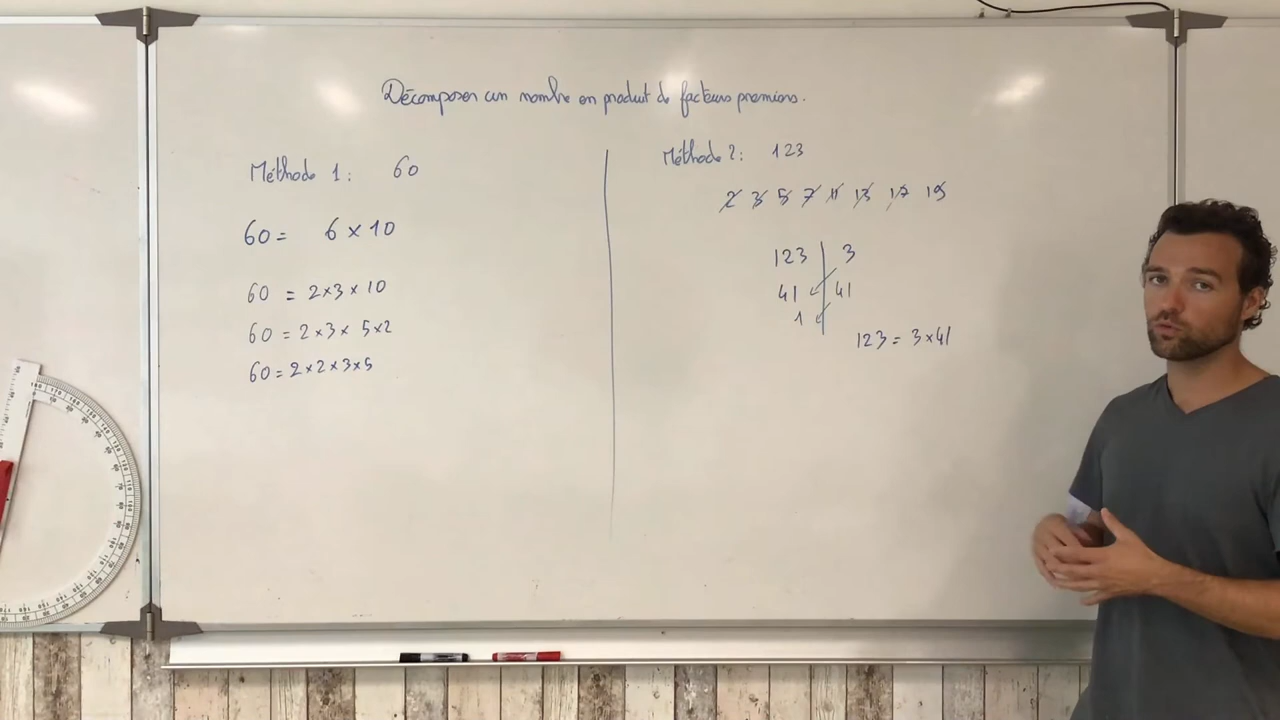 Décomposer un nombre en produit de facteurs premiers.
Méthode 1 : 60
60 = 6 × 10
60 = 2×3 × 10
60 = 2×3 × 5×2
60 = 2×2×3×5
Méthode 2 : 123
2 3 5 7 11 13 17 19
123 | 3
41 | 41
1
123 = 3×41